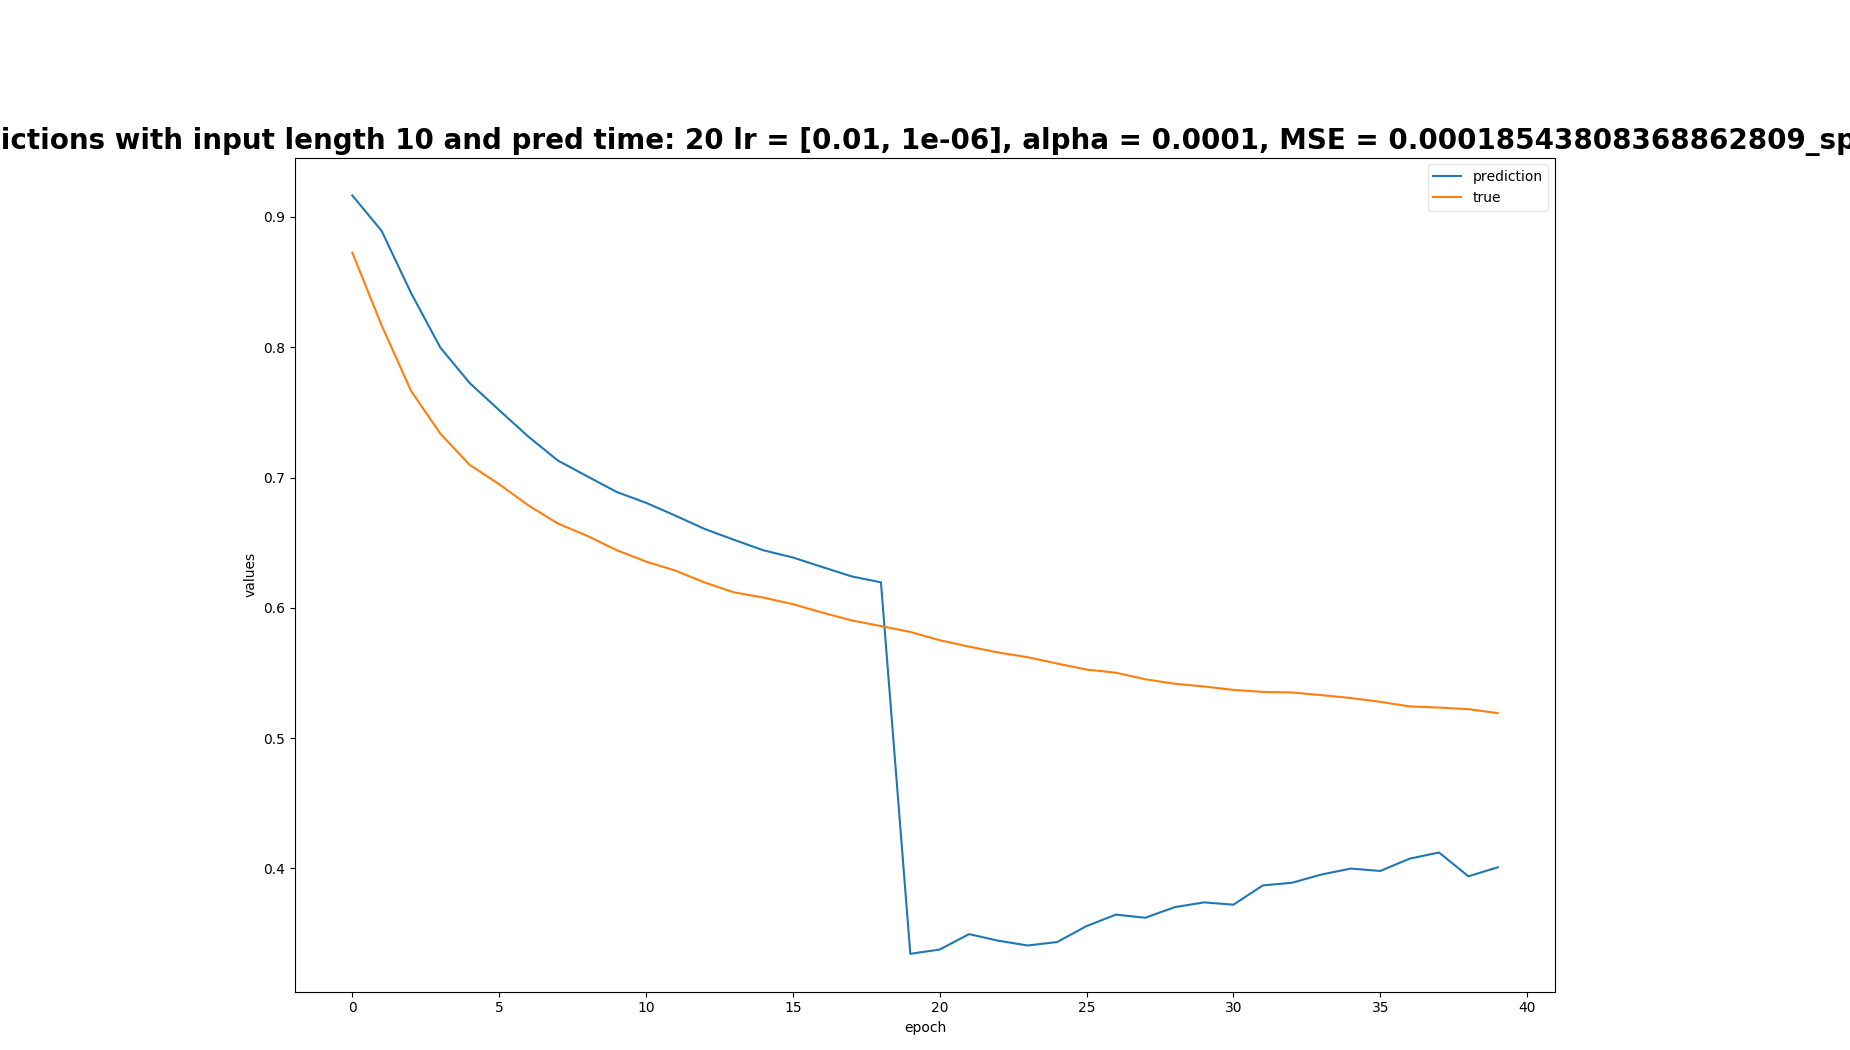 ictions with input length 10 and pred time: 20 lr = [0.01, 1e-06], alpha = 0.0001, MSE = 0.00018543808368862809_sp
prediction
true
0.9
0.8
0.7
0.6
0.5
0.4
values
0 5 10 15 20 25 30 35 40
epoch